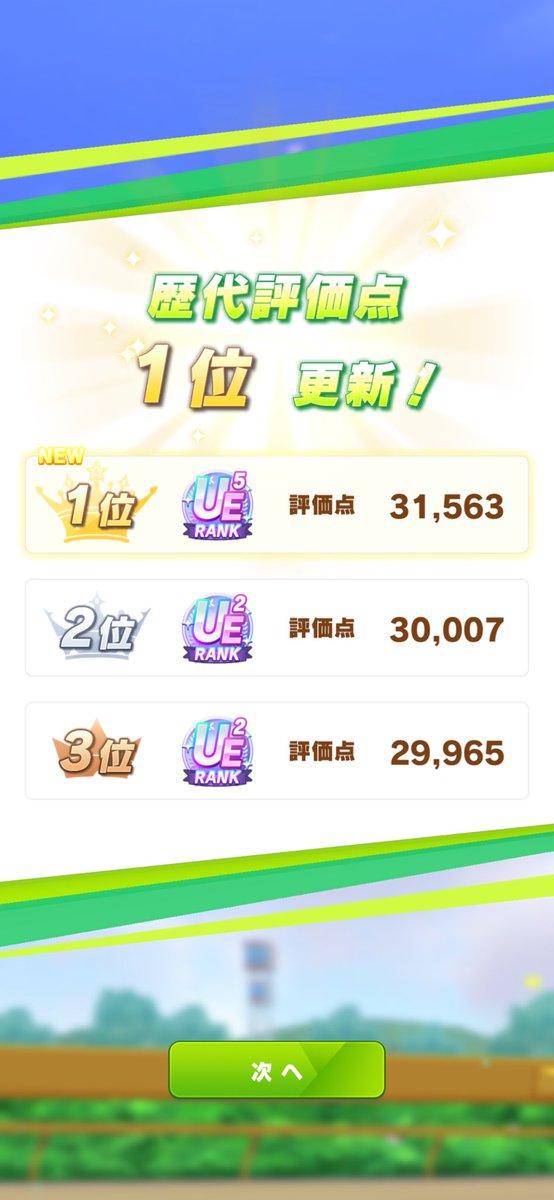 歴代評価点
1位 更新！
NEW
1位 UE5 RANK 評価点 31,563
2位 UE2 RANK 評価点 30,007
3位 UE2 RANK 評価点 29,965
次へ